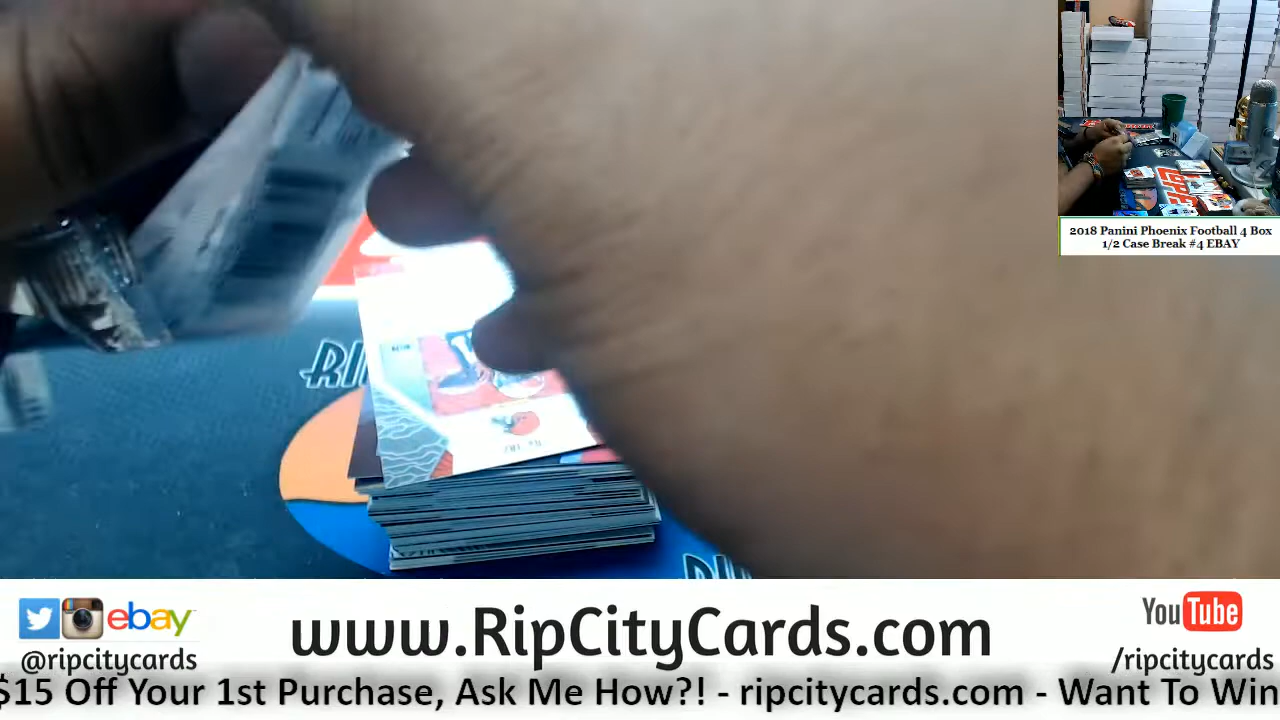 2018 Panini Phoenix Football 4 Box
1/2 Case Break #4 EBAY
RI
ebay
www.RipCityCards.com
YouTube
@ripcitycards
/ripcitycards
$15 Off Your 1st Purchase, Ask Me How?! - ripcitycards.com - Want To Win